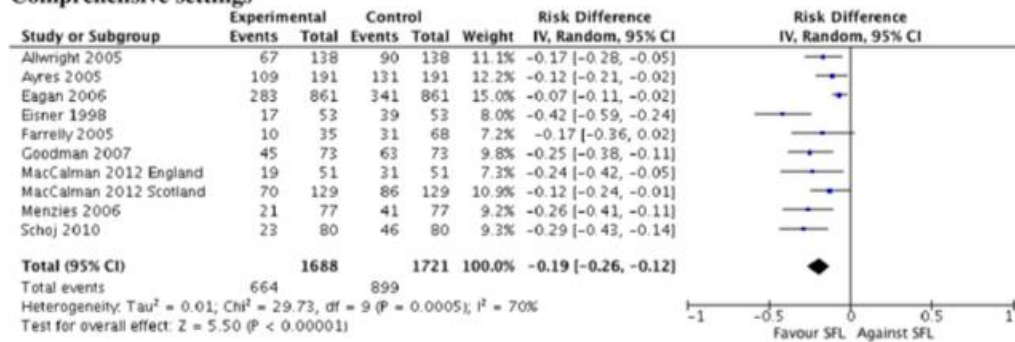 Comprehensive settings
Experimental Control Risk Difference Risk Difference
Study or Subgroup Events Total Events Total Weight IV, Random, 95% CI IV, Random, 95% CI
Allwright 2005 67 138 90 138 11.1% -0.17 [-0.28, -0.05]
Ayres 2005 109 191 131 191 12.2% -0.12 [-0.21, -0.02]
Eagan 2006 283 861 341 861 15.0% -0.07 [-0.11, -0.02]
Eisner 1998 17 53 39 53 8.0% -0.42 [-0.59, -0.24]
Farrelly 2005 10 35 31 68 7.2% -0.17 [-0.36, 0.02]
Goodman 2007 45 73 63 73 9.8% -0.25 [-0.38, -0.11]
MacCalman 2012 England 19 51 31 51 7.3% -0.24 [-0.42, -0.05]
MacCalman 2012 Scotland 70 129 86 129 10.9% -0.12 [-0.24, -0.01]
Menzies 2006 21 77 41 77 9.2% -0.26 [-0.41, -0.11]
Schoj 2010 23 80 46 80 9.3% -0.29 [-0.43, -0.14]
Total (95% CI) 1688 1721 100.0% -0.19 [-0.26, -0.12]
Total events 664 899
Heterogeneity: Tau² = 0.01; Chi² = 29.73, df = 9 (P = 0.0005); I² = 70%
Test for overall effect: Z = 5.50 (P < 0.00001)
-1 -0.5 0 0.5 1
Favour SFL Against SFL